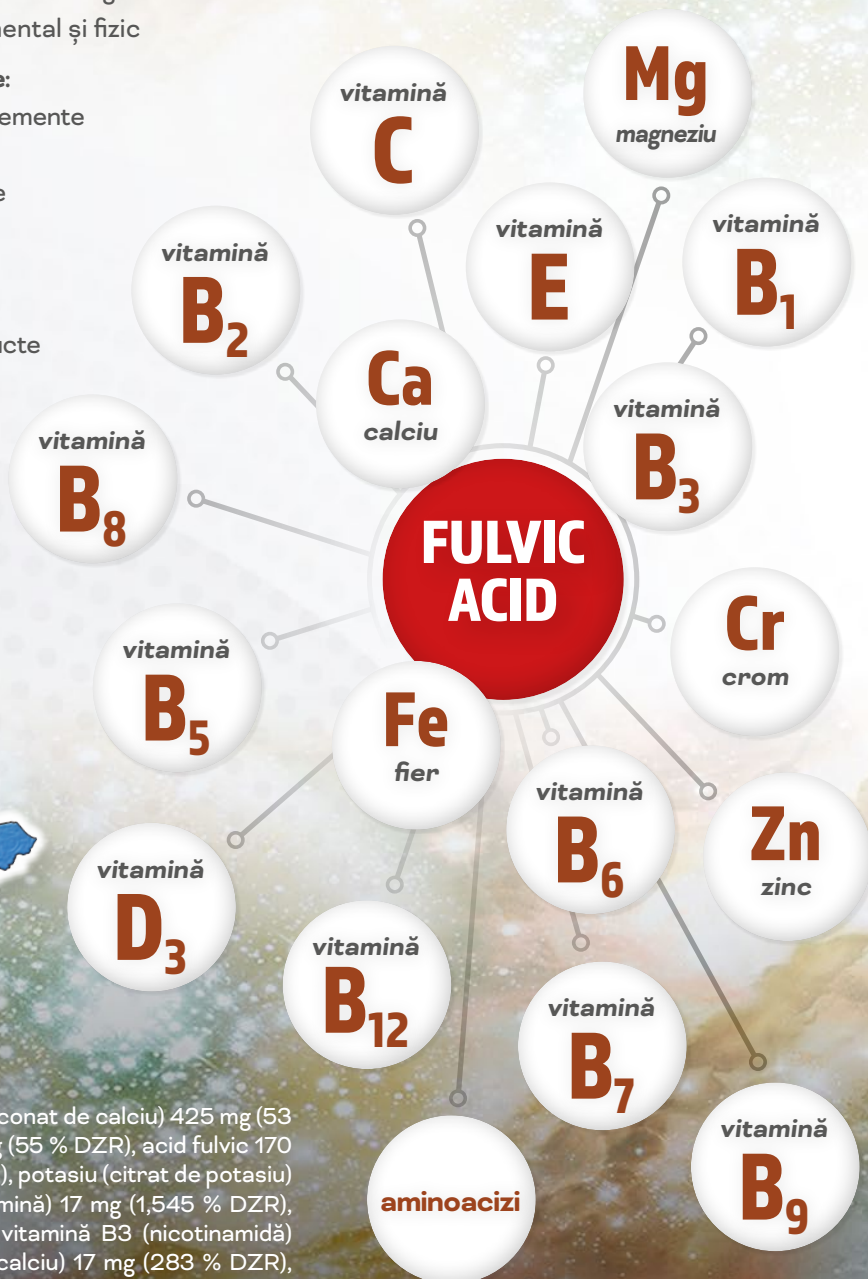 mental și fizic
vitamină
C
Mg
magneziu
vitamină
E
vitamină
B₁
vitamină
B₂
Ca
calciu
vitamină
B₃
vitamină
B₈
FULVIC
ACID
Cr
crom
vitamină
B₅
Fe
fier
vitamină
B₆
Zn
zinc
vitamină
D₃
vitamină
B₁₂
vitamină
B₇
vitamină
B₉
aminoacizi
conat de calciu) 425 mg (53
(55 % DZR), acid fulvic 170
), potasiu (citrat de potasiu)
mină) 17 mg (1,545 % DZR),
vitamină B3 (nicotinamidă)
calciu) 17 mg (283 % DZR),